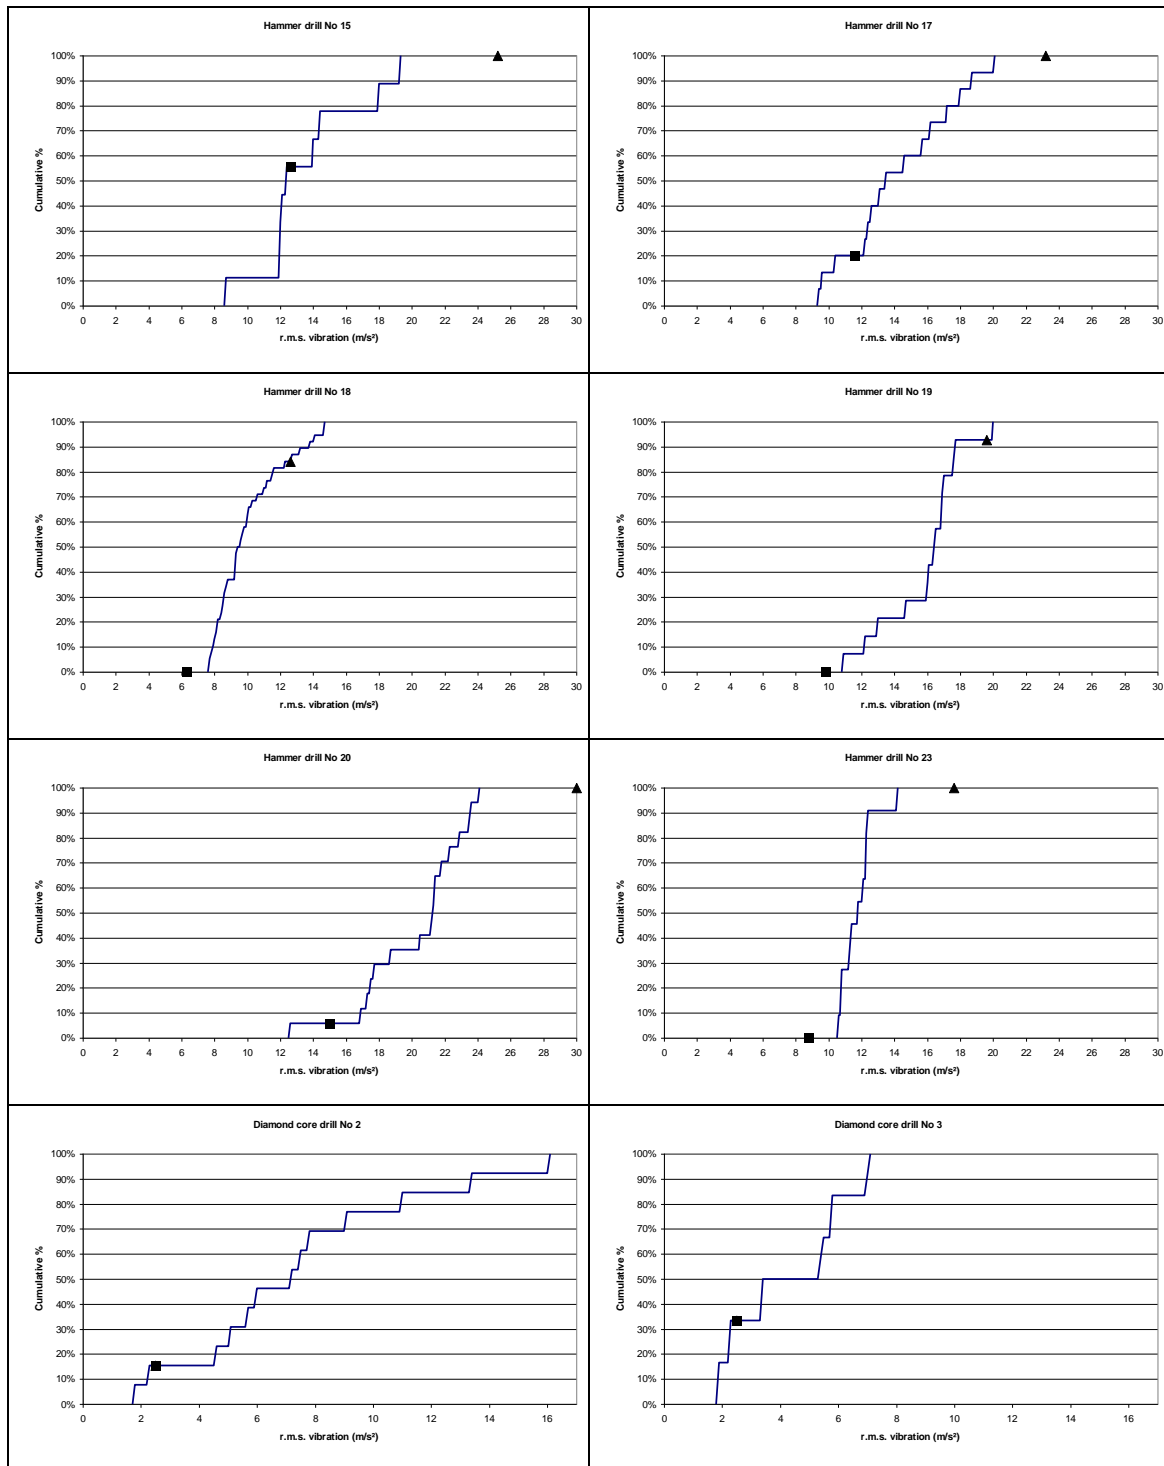 Hammer drill No 15
100%
90%
80%
70%
60%
50%
40%
30%
20%
10%
0%
Cumulative %
0 2 4 6 8 10 12 14 16 18 20 22 24 26 28 30
r.m.s. vibration (m/s²)
Hammer drill No 17
100%
90%
80%
70%
60%
50%
40%
30%
20%
10%
0%
Cumulative %
0 2 4 6 8 10 12 14 16 18 20 22 24 26 28 30
r.m.s. vibration (m/s²)
Hammer drill No 18
100%
90%
80%
70%
60%
50%
40%
30%
20%
10%
0%
Cumulative %
0 2 4 6 8 10 12 14 16 18 20 22 24 26 28 30
r.m.s. vibration (m/s²)
Hammer drill No 19
100%
90%
80%
70%
60%
50%
40%
30%
20%
10%
0%
Cumulative %
0 2 4 6 8 10 12 14 16 18 20 22 24 26 28 30
r.m.s. vibration (m/s²)
Hammer drill No 20
100%
90%
80%
70%
60%
50%
40%
30%
20%
10%
0%
Cumulative %
0 2 4 6 8 10 12 14 16 18 20 22 24 26 28 30
r.m.s. vibration (m/s²)
Hammer drill No 23
100%
90%
80%
70%
60%
50%
40%
30%
20%
10%
0%
Cumulative %
0 2 4 6 8 10 12 14 16 18 20 22 24 26 28 30
r.m.s. vibration (m/s²)
Diamond core drill No 2
100%
90%
80%
70%
60%
50%
40%
30%
20%
10%
0%
Cumulative %
0 2 4 6 8 10 12 14 16
r.m.s. vibration (m/s²)
Diamond core drill No 3
100%
90%
80%
70%
60%
50%
40%
30%
20%
10%
0%
Cumulative %
0 2 4 6 8 10 12 14 16
r.m.s. vibration (m/s²)